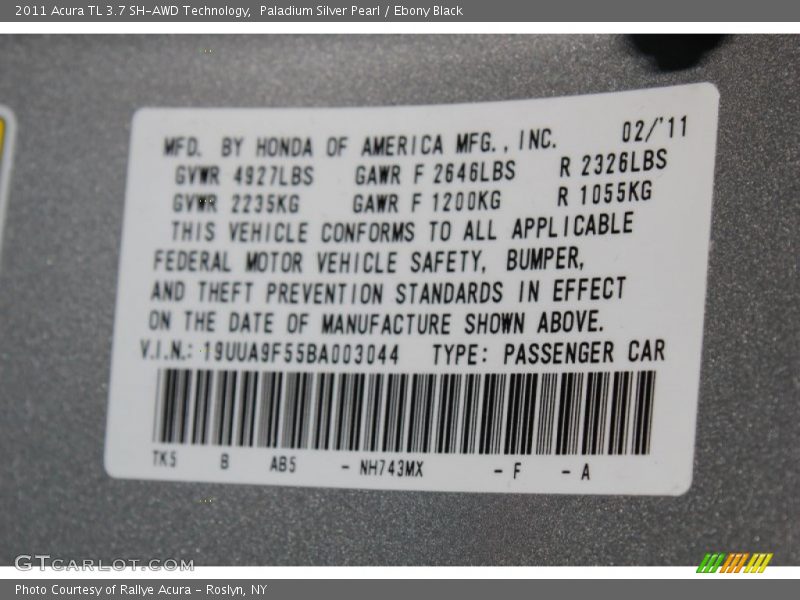 2011 Acura TL 3.7 SH-AWD Technology,  Paladium Silver Pearl / Ebony Black
MFD. BY HONDA OF AMERICA MFG., INC. 02/'11
GVWR 4927LBS GAWR F 2646LBS R 2326LBS
GVWR 2235KG GAWR F 1200KG R 1055KG
THIS VEHICLE CONFORMS TO ALL APPLICABLE
FEDERAL MOTOR VEHICLE SAFETY, BUMPER,
AND THEFT PREVENTION STANDARDS IN EFFECT
ON THE DATE OF MANUFACTURE SHOWN ABOVE.
V.I.N.: 19UUA9F55BA003044 TYPE: PASSENGER CAR
TK5 B AB5 - NH743MX - F - A
GTCARLOT.COM
Photo Courtesy of Rallye Acura - Roslyn, NY